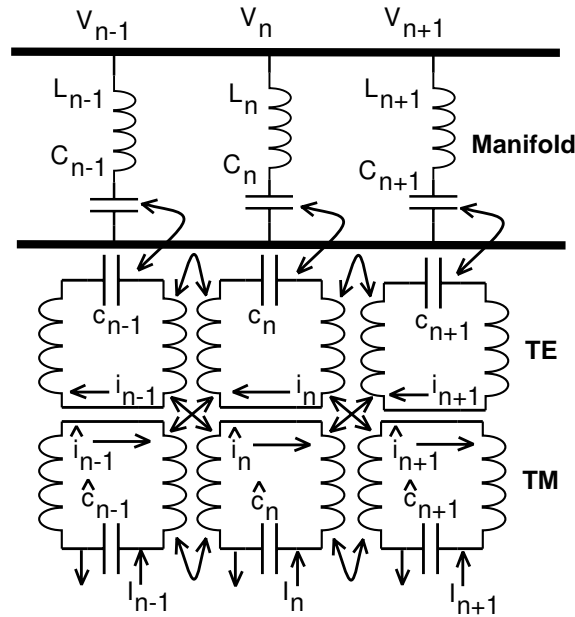 V_{n-1} V_n V_{n+1}
L_{n-1} L_n L_{n+1}
Manifold
C_{n-1} C_n C_{n+1}
c_{n-1} c_n c_{n+1}
TE
i_{n-1} i_n i_{n+1}
î_{n-1} î_n î_{n+1}
ĉ_{n-1} ĉ_n ĉ_{n+1}
TM
I_{n-1} I_n I_{n+1}